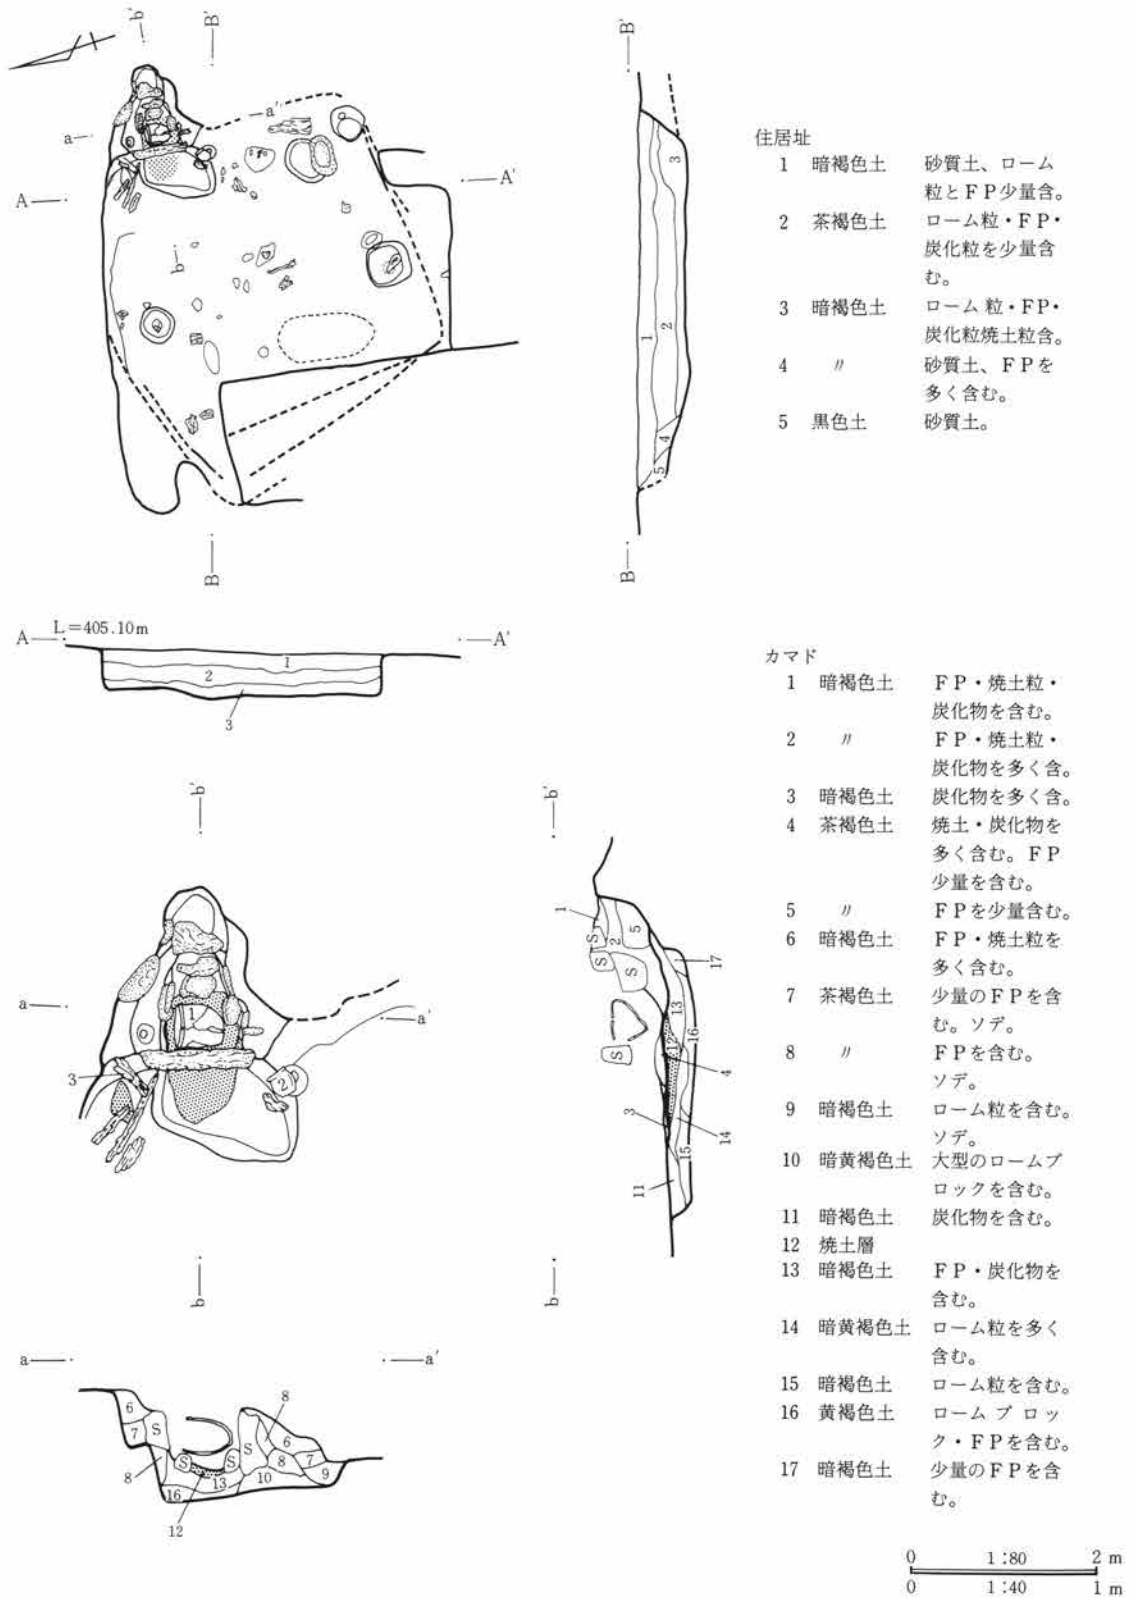 b′
B′
a′
a
A
A′
b
B
B′
1
2
3
4
5
B
住居址
1 暗褐色土 砂質土、ローム
粒とFP少量含。
2 茶褐色土 ローム粒・FP・
炭化粒を少量含
む。
3 暗褐色土 ローム粒・FP・
炭化粒焼土粒含。
4 〃 砂質土、FPを
多く含む。
5 黒色土 砂質土。
A L=405.10m A′
1
2
3
カマド
1 暗褐色土 FP・焼土粒・
炭化物を含む。
2 〃 FP・焼土粒・
炭化物を多く含。
3 暗褐色土 炭化物を多く含。
4 茶褐色土 焼土・炭化物を
多く含む。FP
少量を含む。
5 〃 FPを少量含む。
6 暗褐色土 FP・焼土粒を
多く含む。
7 茶褐色土 少量のFPを含
む。ソデ。
8 〃 FPを含む。
ソデ。
9 暗褐色土 ローム粒を含む。
ソデ。
10 暗黄褐色土 大型のロームブ
ロックを含む。
11 暗褐色土 炭化物を含む。
12 焼土層
13 暗褐色土 FP・炭化物を
含む。
14 暗黄褐色土 ローム粒を多く
含む。
15 暗褐色土 ローム粒を含む。
16 黄褐色土 ロームブロッ
ク・FPを含む。
17 暗褐色土 少量のFPを含
む。
b′
a
a′
1
2
3
b
b′
1
S
2
5
S
S
17
13
S
12
16
4
3
14
15
11
b
a a′
6
7
S
8
S
S
S
8
6
8
7
9
10
13
16
12
0 1:80 2 m
0 1:40 1 m